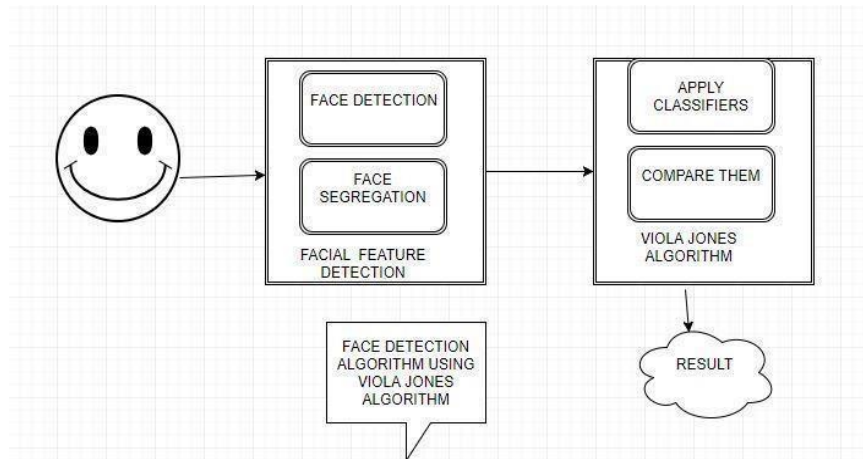 FACE DETECTION
FACE
SEGREGATION
FACIAL FEATURE
DETECTION
APPLY
CLASSIFIERS
COMPARE THEM
VIOLA JONES
ALGORITHM
RESULT
FACE DETECTION
ALGORITHM USING
VIOLA JONES
ALGORITHM